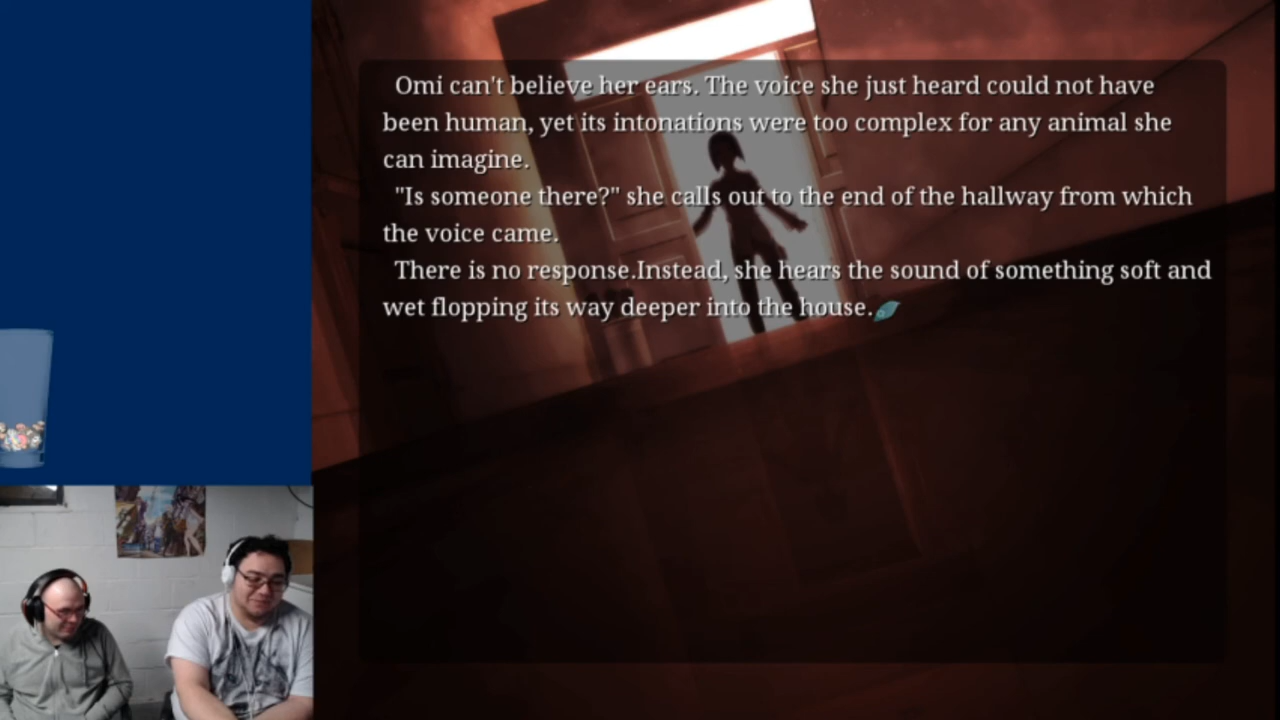 Omi can't believe her ears. The voice she just heard could not have
been human, yet its intonations were too complex for any animal she
can imagine.
"Is someone there?" she calls out to the end of the hallway from which
the voice came.
There is no response.Instead, she hears the sound of something soft and
wet flopping its way deeper into the house.